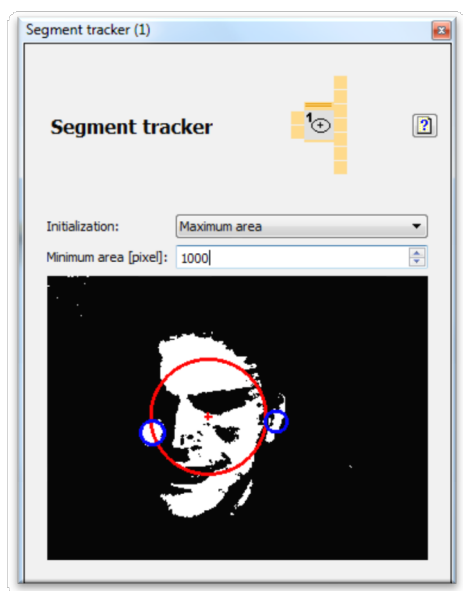 Segment tracker (1)
Segment tracker
1
?
Initialization: Maximum area
Minimum area [pixel]: 1000